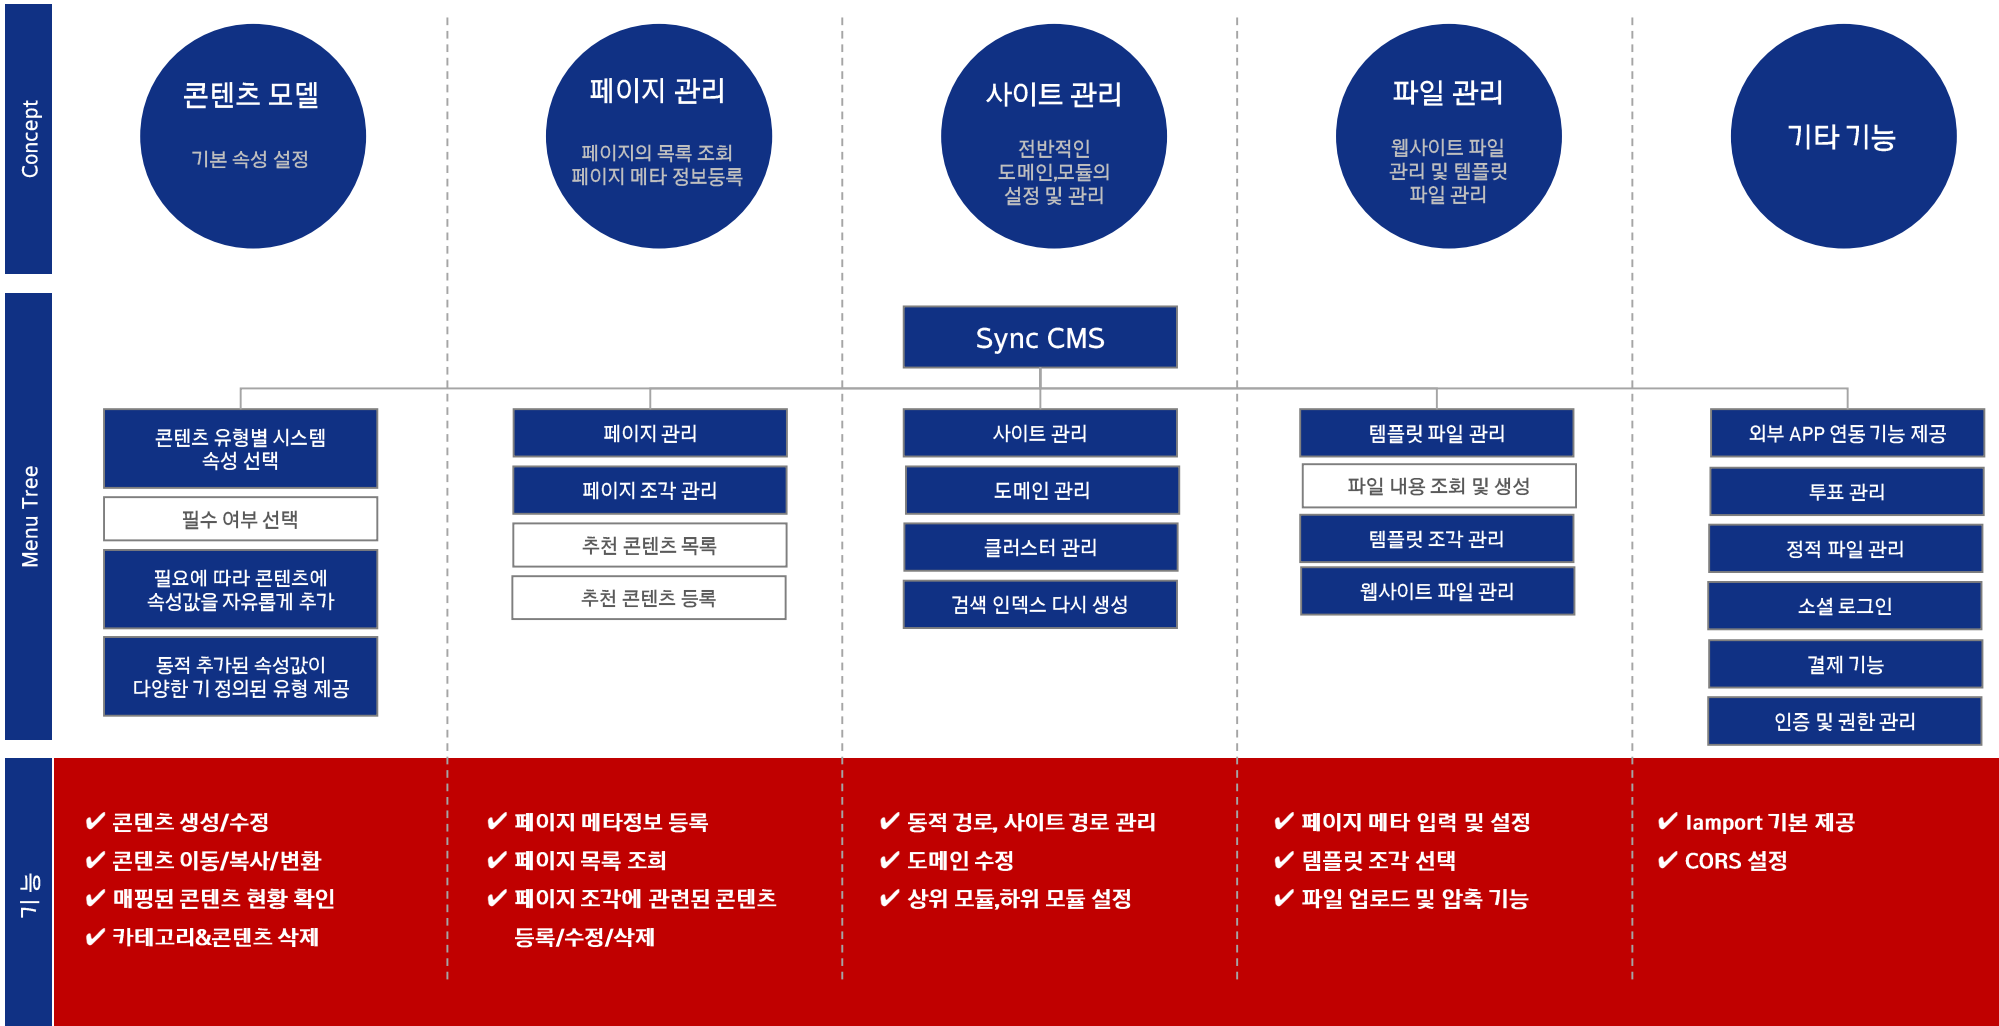 Concept
콘텐츠 모델
기본 속성 설정
페이지 관리
페이지의 목록 조회
페이지 메타 정보둥록
사이트 관리
전반적인
도메인,모듈의
설정 및 관리
파일 관리
웹사이트 파일
관리 및 템플릿
파일 관리
기타 기능
Menu Tree
Sync CMS
콘텐츠 유형별 시스템
속성 선택
필수 여부 선택
필요에 따라 콘텐츠에
속성값을 자유롭게 추가
동적 추가된 속성값이
다양한 기 정의된 유형 제공
페이지 관리
페이지 조각 관리
추천 콘텐츠 목록
추천 콘텐츠 등록
사이트 관리
도메인 관리
클러스터 관리
검색 인덱스 다시 생성
템플릿 파일 관리
파일 내용 조회 및 생성
템플릿 조각 관리
웹사이트 파일 관리
외부 APP 연동 기능 제공
투표 관리
정적 파일 관리
소셜 로그인
결제 기능
인증 및 권한 관리
기능
✔ 콘텐츠 생성/수정
✔ 콘텐츠 이동/복사/변환
✔ 매핑된 콘텐츠 현황 확인
✔ 카테고리&콘텐츠 삭제
✔ 페이지 메타정보 등록
✔ 페이지 목록 조희
✔ 페이지 조각에 관련된 콘텐츠
등록/수정/삭제
✔ 동적 겅로, 사이트 경로 관리
✔ 도메인 수정
✔ 상위 모듈,하위 모듈 설정
✔ 페이지 메타 입력 및 설정
✔ 템플릿 조각 선택
✔ 파일 업로드 및 압축 기능
✔ Iamport 기본 제공
✔ CORS 설정